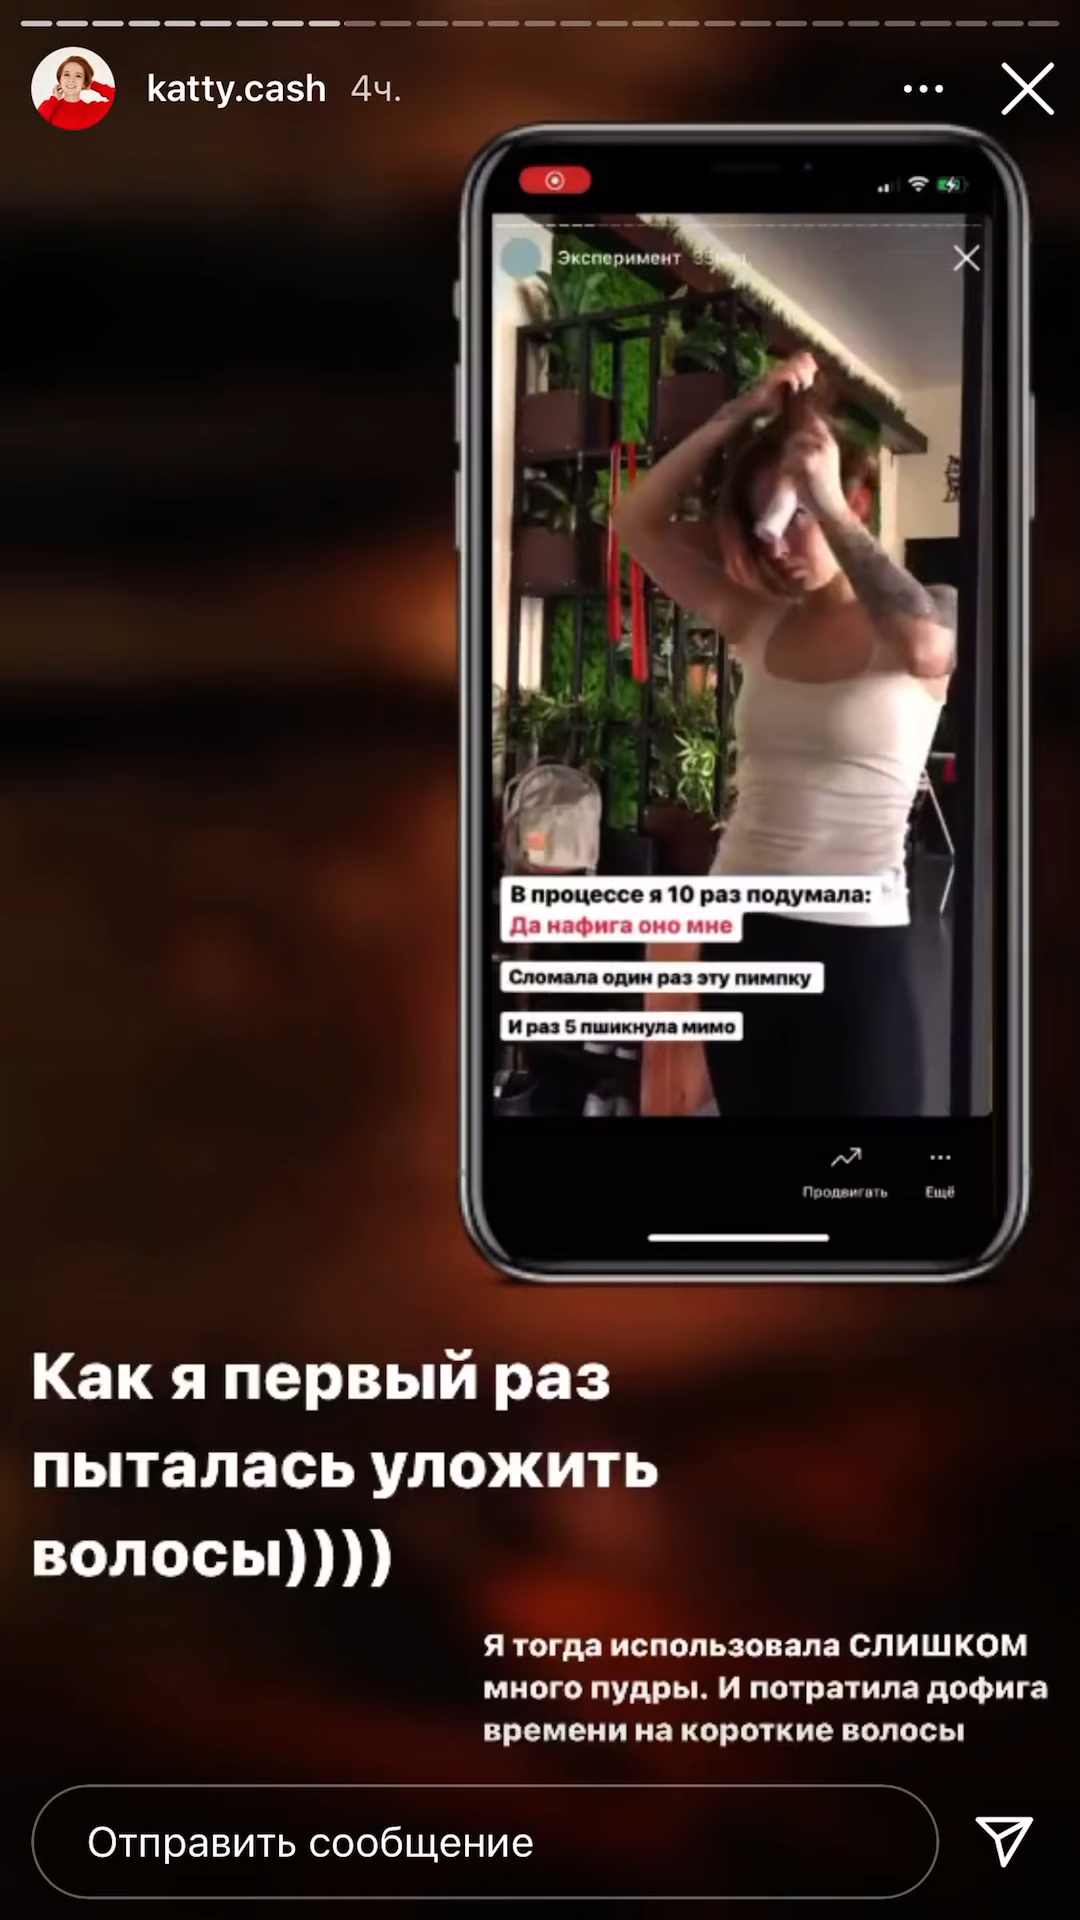 katty.cash 4ч.
Эксперимент
В процессе я 10 раз подумала:
Да нафига оно мне
Сломала один раз эту пимпку
И раз 5 пшикнула мимо
Продвигать Ещё
Как я первый раз
пыталась уложить
волосы))))
Я тогда использовала СЛИШКОМ
много пудры. И потратила дофига
времени на короткие волосы
Отправить сообщение